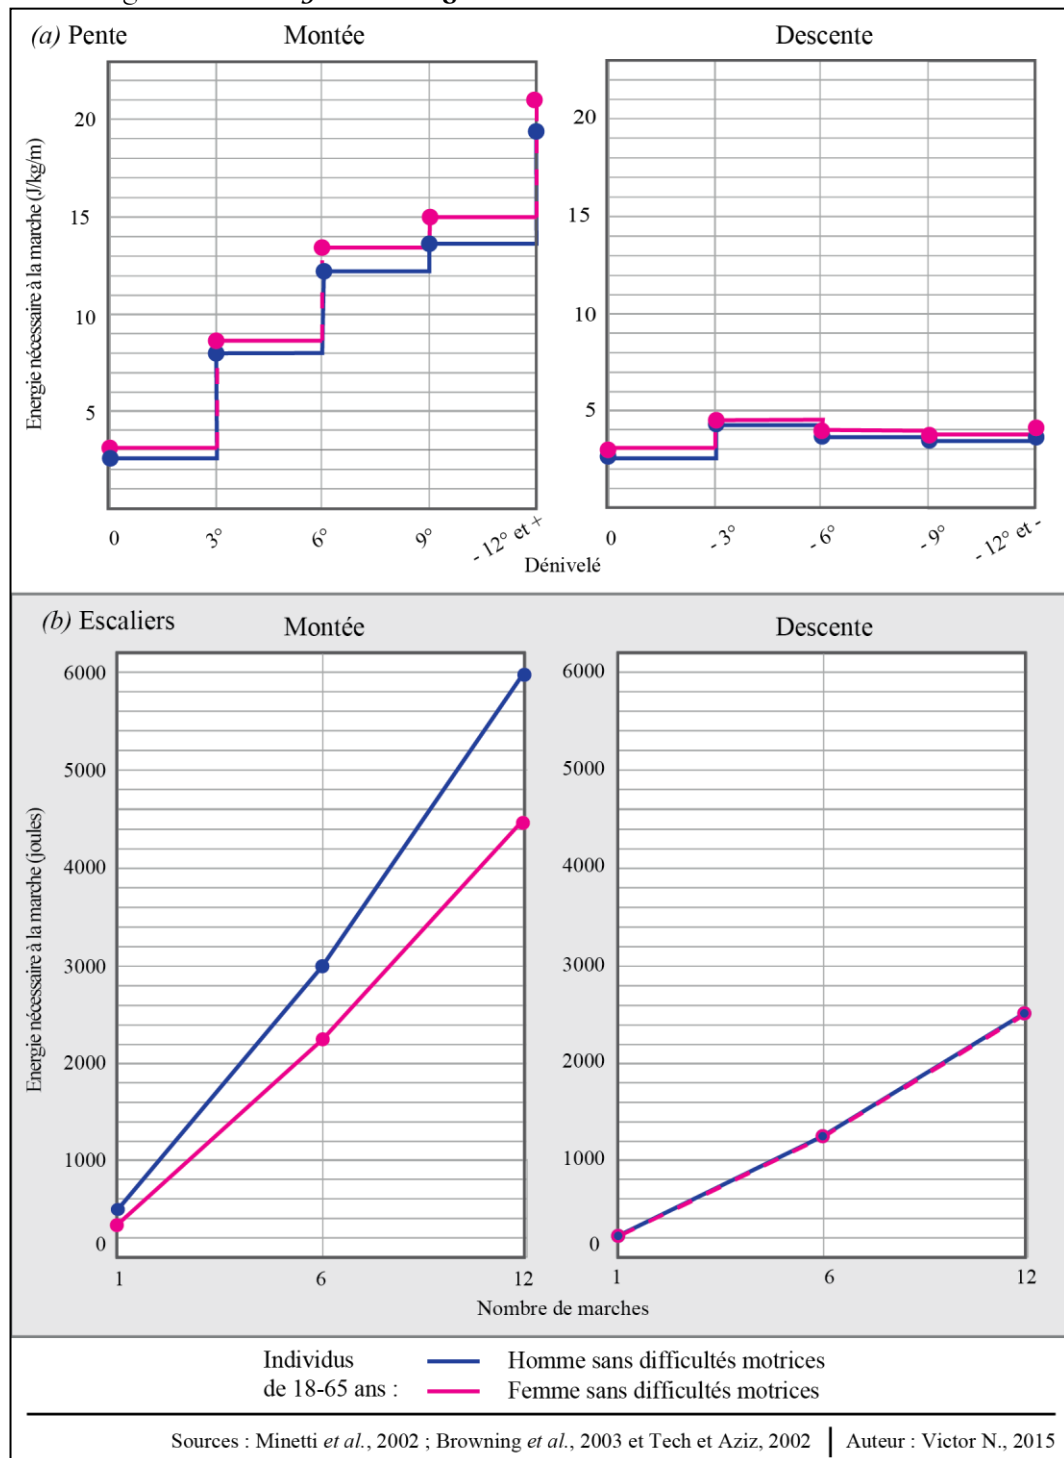 (a) Pente
Montée
Descente
Energie nécessaire à la marche (J/kg/m)
20
15
10
5
0
3°
6°
9°
- 12° et +
20
15
10
5
0
- 3°
- 6°
- 9°
- 12° et -
Dénivelé
(b) Escaliers
Montée
Descente
Energie nécessaire à la marche (joules)
6000
5000
4000
3000
2000
1000
0
1
6
12
6000
5000
4000
3000
2000
1000
0
1
6
12
Nombre de marches
Individus
de 18-65 ans :
Homme sans difficultés motrices
Femme sans difficultés motrices
Sources : Minetti et al., 2002 ; Browning et al., 2003 et Tech et Aziz, 2002
Auteur : Victor N., 2015